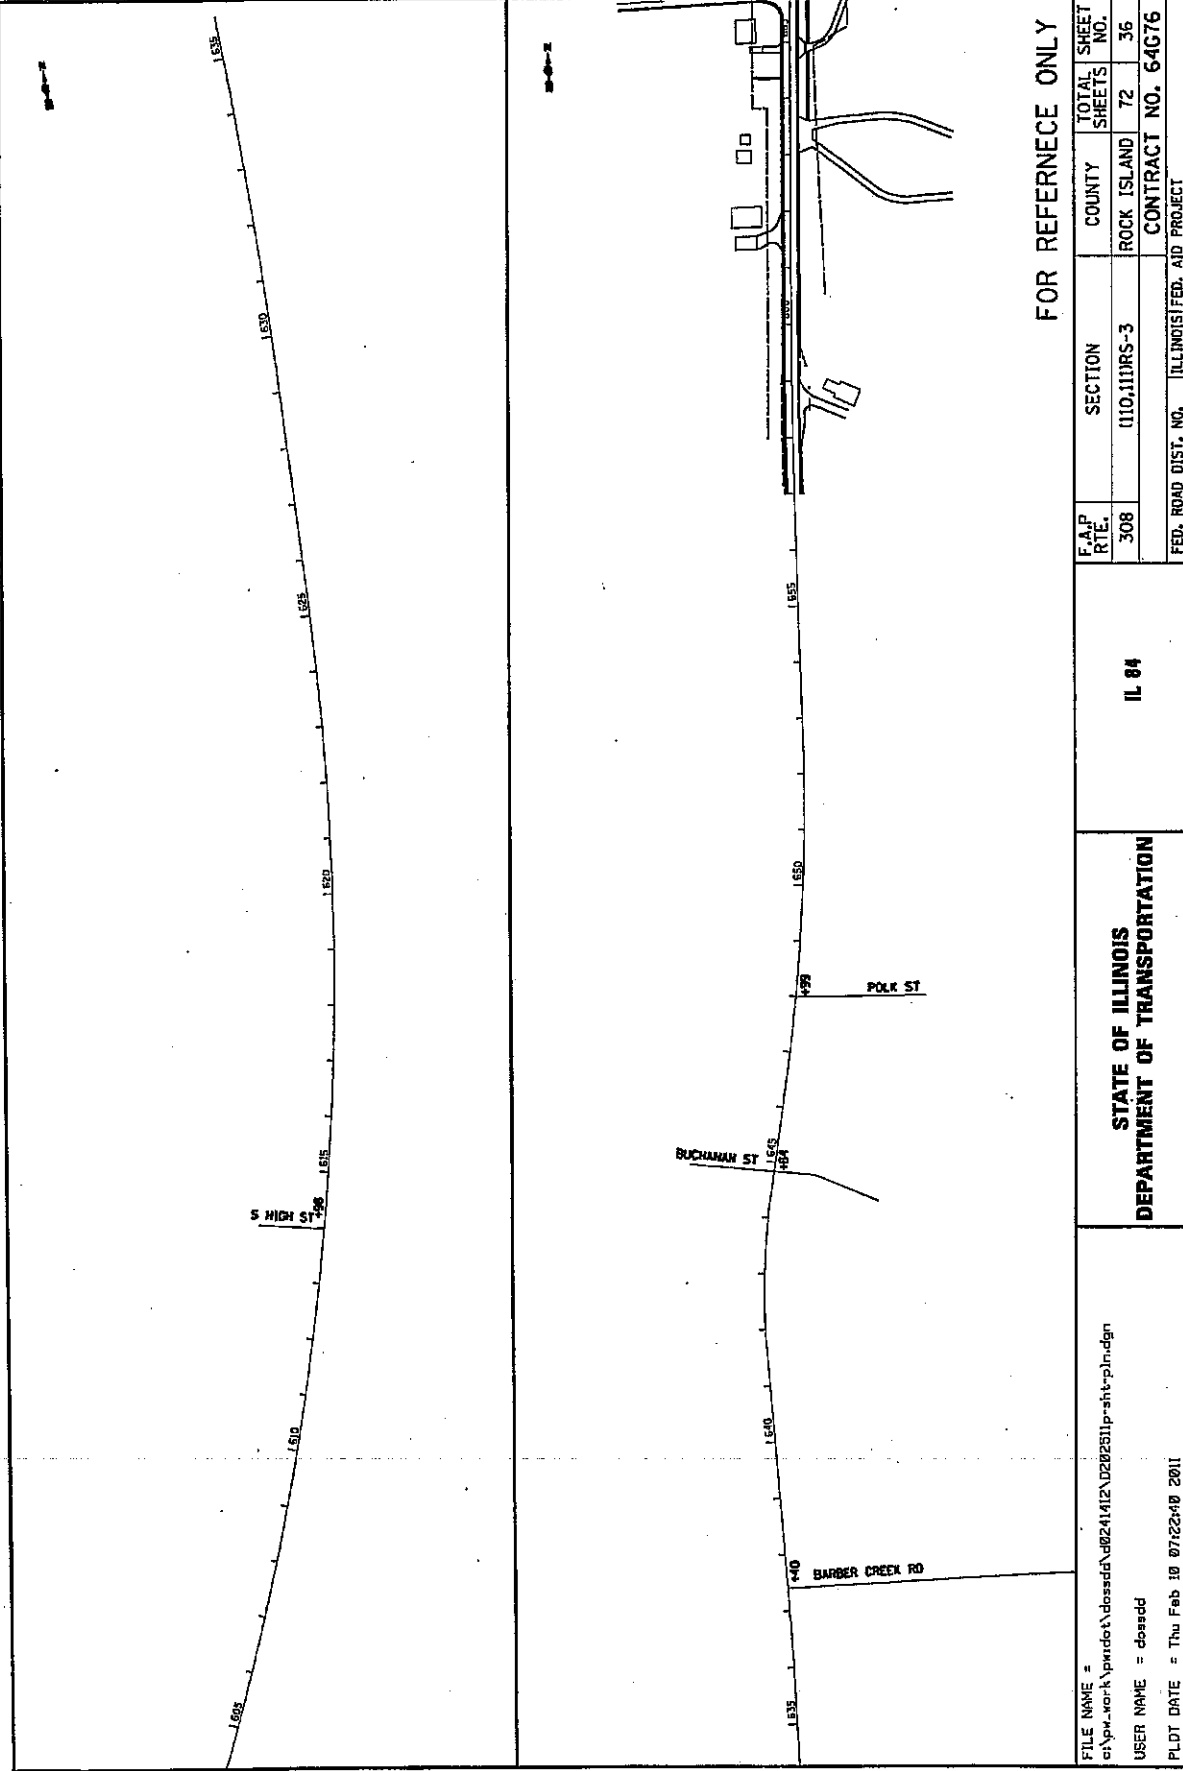 1635
1630
1625
1620
1615
+98
S HIGH ST
1610
1605
1655
1650
+99
POLK ST
BUCHANAN ST
1645
+84
1640
+40
BARBER CREEK RD
1635
FOR REFERNECE ONLY
FILE NAME =
USER NAME = dossdd
PLOT DATE = Thu Feb 10 07:22:40 2011
STATE OF ILLINOIS
DEPARTMENT OF TRANSPORTATION
IL 84
F.A.P RTE. SECTION COUNTY TOTAL SHEETS SHEET NO.
308 (110,111)RS-3 ROCK ISLAND 72 36
CONTRACT NO. 64G76
FED. ROAD DIST. NO. ILLINOIS FED. AID PROJECT